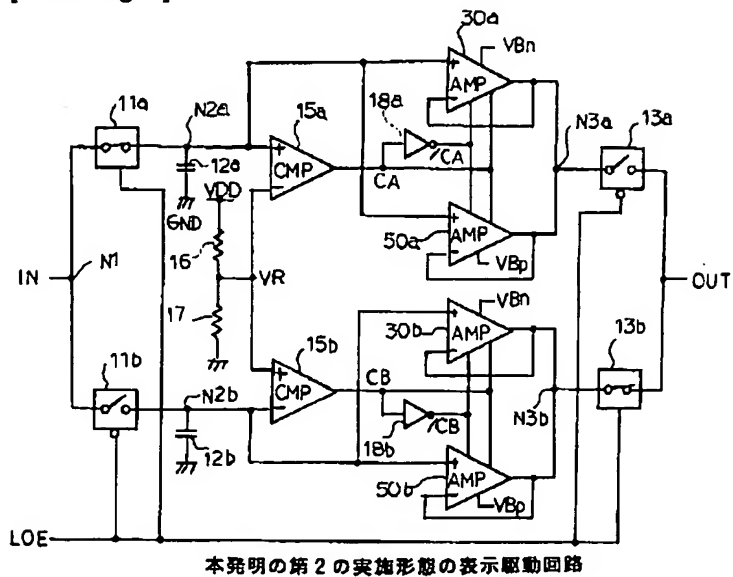 30a
VBn
AMP
11a
N2a
15a
18a
N3a
13a
12a
CMP
/CA
CA
VDD
GND
AMP
50a
VBp
16
IN
N1
VR
OUT
17
VBn
30b
AMP
13b
11b
15b
N2b
CB
CMP
/CB
N3b
12b
18b
AMP
50b
VBp
LOE
本発明の第2の実施形態の表示駆動回路